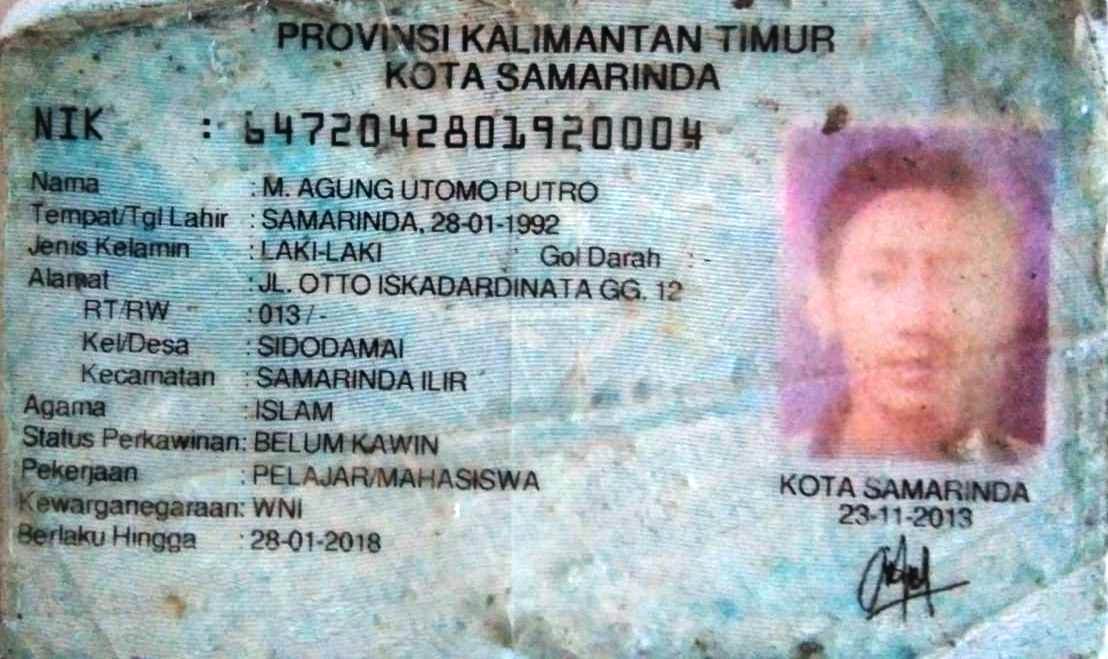 PROVINSI KALIMANTAN TIMUR
KOTA SAMARINDA
NIK : 6472042801920004
Nama : M. AGUNG UTOMO PUTRO
Tempat/Tgl Lahir : SAMARINDA, 28-01-1992
Jenis Kelamin : LAKI-LAKI Gol Darah : -
Alamat : JL. OTTO ISKADARDINATA GG. 12
RT/RW : 013 / -
Kel/Desa : SIDODAMAI
Kecamatan : SAMARINDA ILIR
Agama : ISLAM
Status Perkawinan: BELUM KAWIN
Pekerjaan : PELAJAR/MAHASISWA
Kewarganegaraan: WNI
Berlaku Hingga : 28-01-2018
KOTA SAMARINDA
23-11-2013